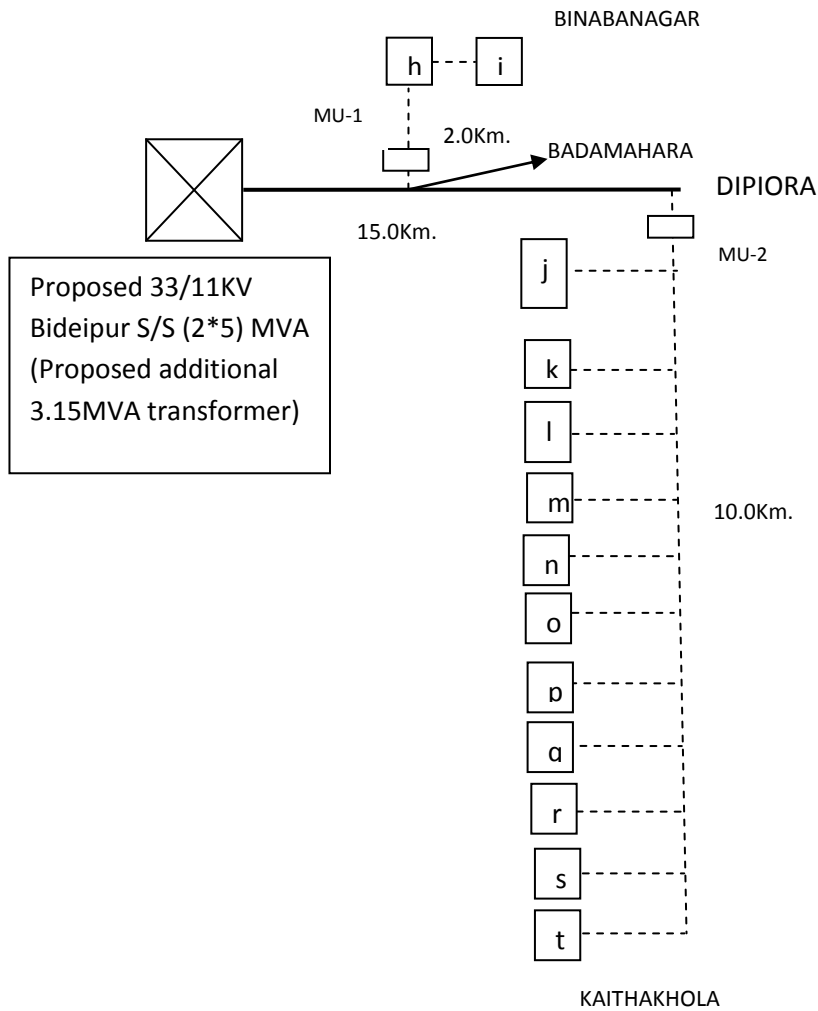 BINABANAGAR
h
i
MU-1
2.0Km.
BADAMAHARA
DIPIORA
15.0Km.
MU-2
Proposed 33/11KV
Bideipur S/S (2*5) MVA
(Proposed additional
3.15MVA transformer)
j
k
l
m
10.0Km.
n
o
p
q
r
s
t
KAITHAKHOLA